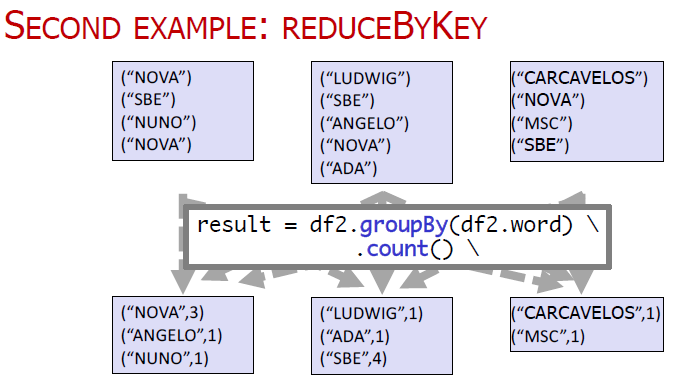 SECOND EXAMPLE: REDUCEBYKEY
(“NOVA”)
(“SBE”)
(“NUNO”)
(“NOVA”)
(“LUDWIG”)
(“SBE”)
(“ANGELO”)
(“NOVA”)
(“ADA”)
(“CARCAVELOS”)
(“NOVA”)
(“MSC”)
(“SBE”)
result = df2.groupBy(df2.word) \
.count() \
(“NOVA”,3)
(“ANGELO”,1)
(“NUNO”,1)
(“LUDWIG”,1)
(“ADA”,1)
(“SBE”,4)
(“CARCAVELOS”,1)
(“MSC”,1)